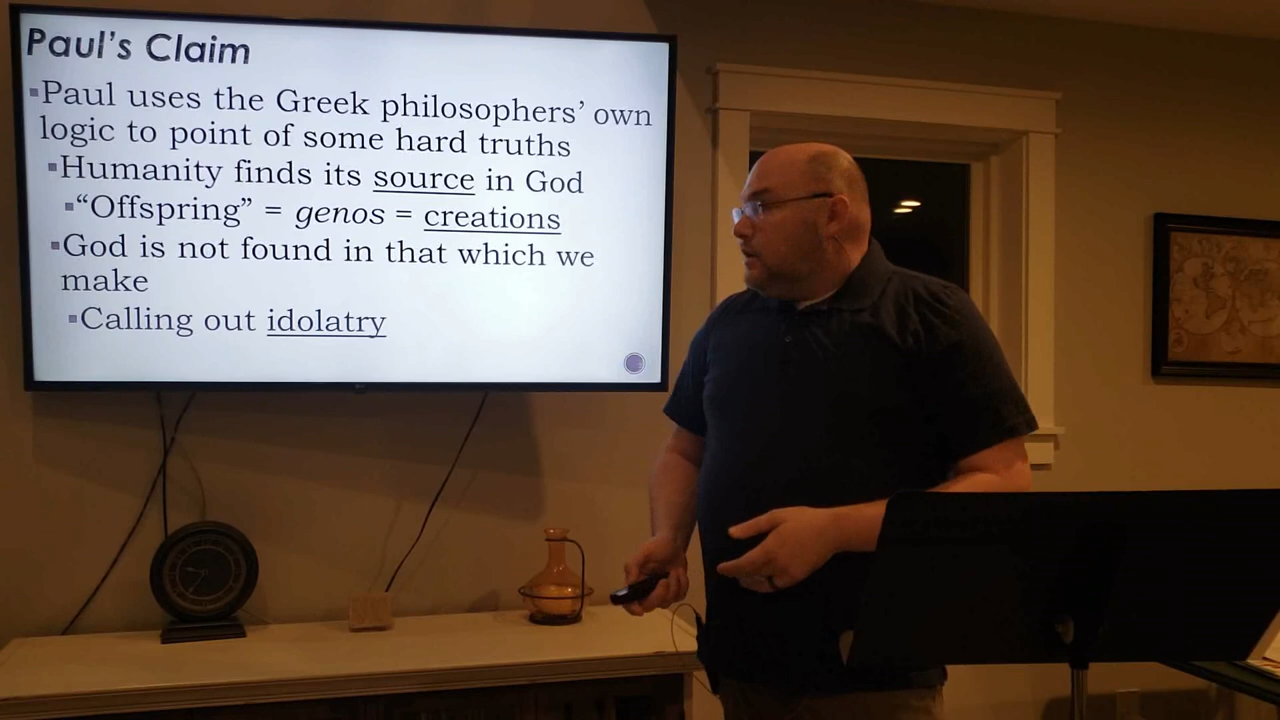 Paul's Claim
▪Paul uses the Greek philosophers' own
logic to point of some hard truths
▪Humanity finds its source in God
▪“Offspring” = genos = creations
▪God is not found in that which we
make
▪Calling out idolatry